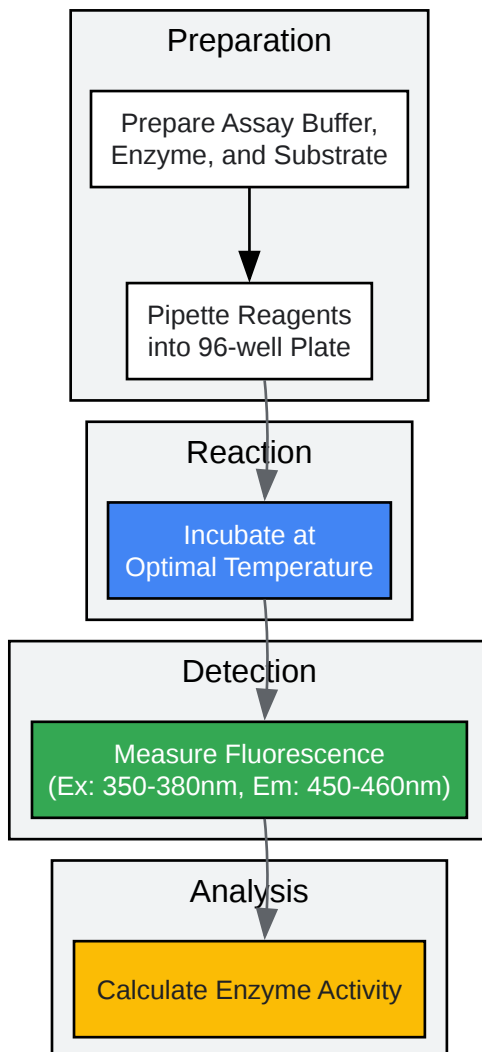 Preparation
Prepare Assay Buffer,
Enzyme, and Substrate
Pipette Reagents
into 96-well Plate
Reaction
Incubate at
Optimal Temperature
Detection
Measure Fluorescence
(Ex: 350-380nm, Em: 450-460nm)
Analysis
Calculate Enzyme Activity